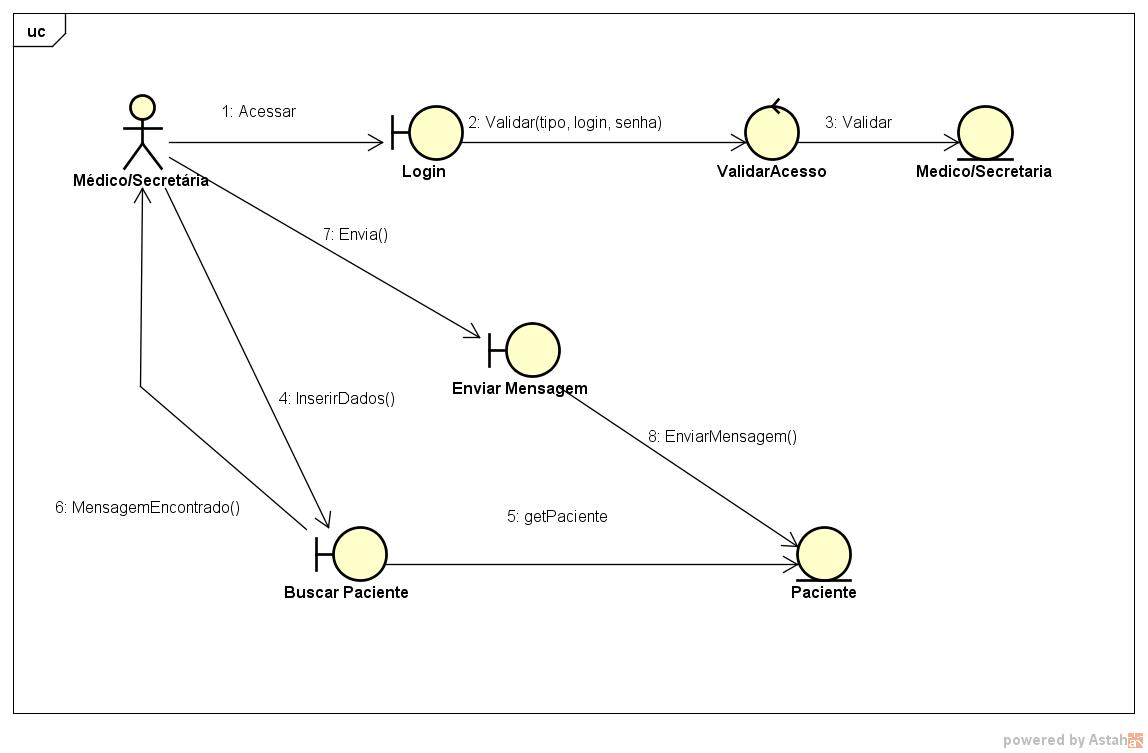 uc
1: Acessar
2: Validar(tipo, login, senha)
3: Validar
Médico/Secretária
Login
ValidarAcesso
Medico/Secretaria
7: Envia()
Enviar Mensagem
4: InserirDados()
8: EnviarMensagem()
6: MensagemEncontrado()
5: getPaciente
Buscar Paciente
Paciente
powered by Astah